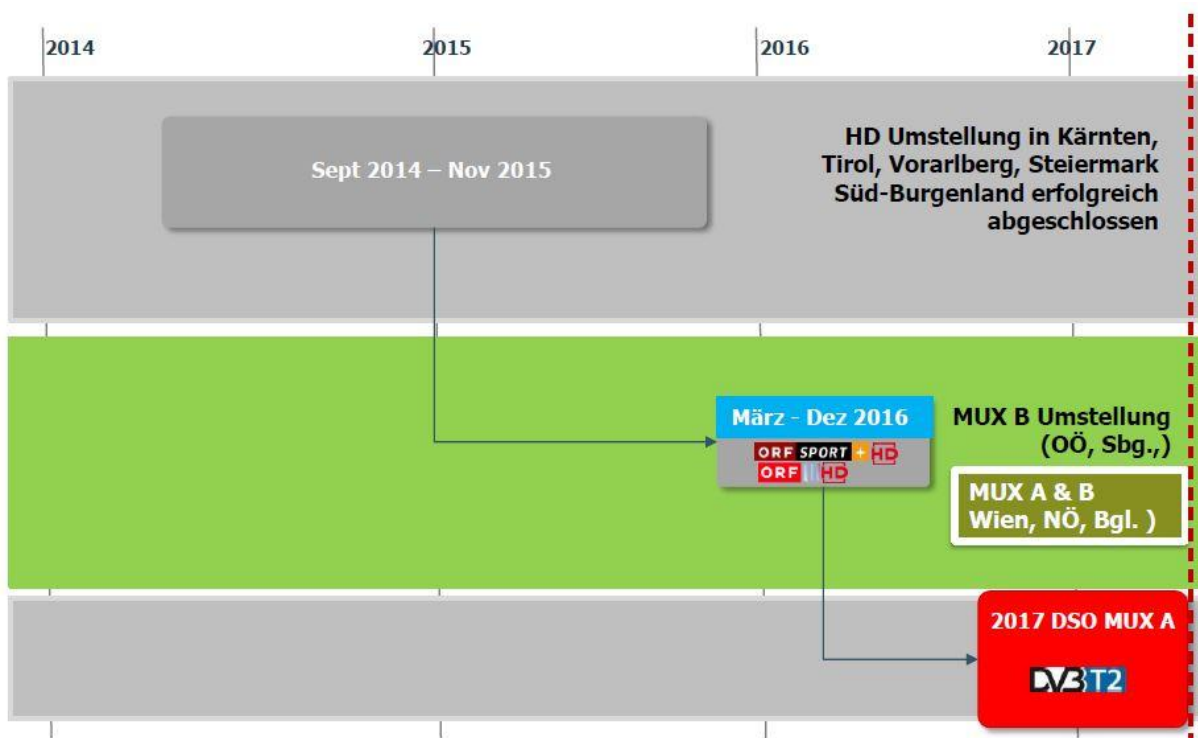 2014 2015 2016 2017
Sept 2014 – Nov 2015
HD Umstellung in Kärnten,
Tirol, Vorarlberg, Steiermark
Süd-Burgenland erfolgreich
abgeschlossen
März - Dez 2016
ORF SPORT + HD
ORF III HD
MUX B Umstellung
(OÖ, Sbg.,)
MUX A & B
Wien, NÖ, Bgl. )
2017 DSO MUX A
DVB T2